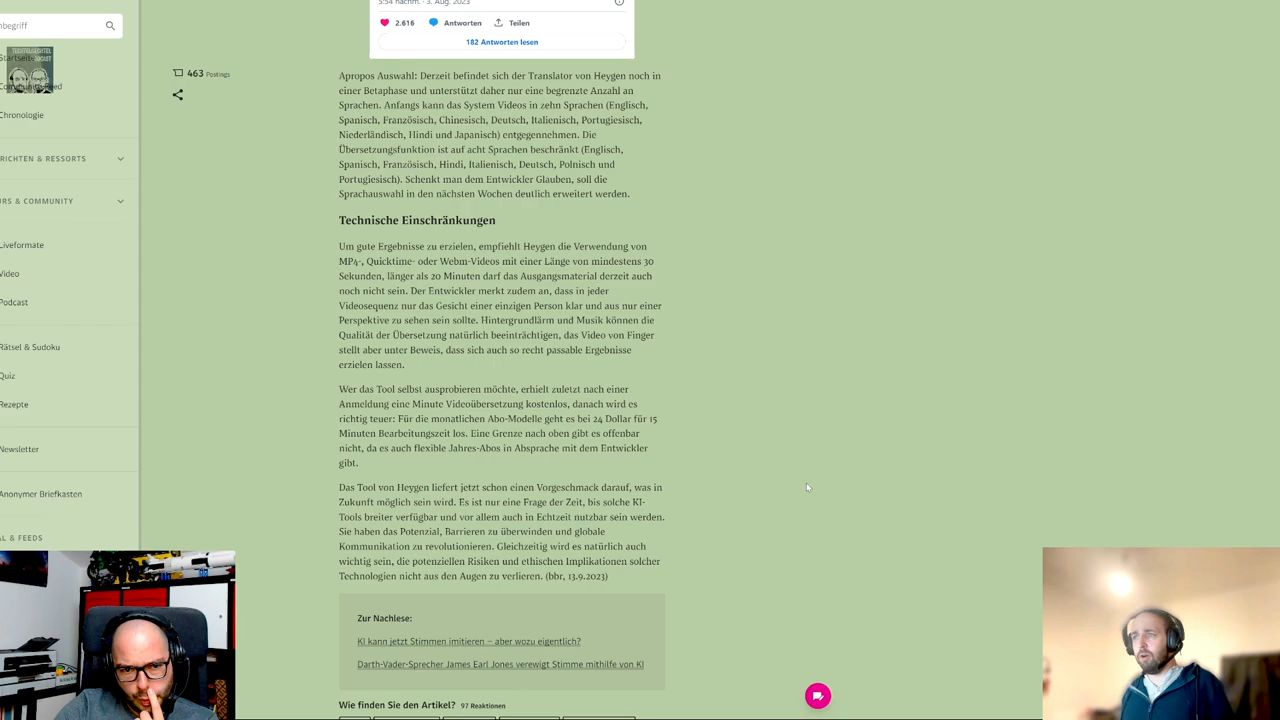 5:54 nachm. · 3. Aug. 2023
2.616 Antworten Teilen
182 Antworten lesen
nbegriff
Startseite
Chronologie
RICHTEN & RESSORTS
URS & COMMUNITY
Liveformate
Video
Podcast
Rätsel & Sudoku
Quiz
Rezepte
Newsletter
Anonymer Briefkasten
AL & FEEDS
463 Postings
Apropos Auswahl: Derzeit befindet sich der Translator von Heygen noch in
einer Betaphase und unterstützt daher nur eine begrenzte Anzahl an
Sprachen. Anfangs kann das System Videos in zehn Sprachen (Englisch,
Spanisch, Französisch, Chinesisch, Deutsch, Italienisch, Portugiesisch,
Niederländisch, Hindi und Japanisch) entgegennehmen. Die
Übersetzungsfunktion ist auf acht Sprachen beschränkt (Englisch,
Spanisch, Französisch, Hindi, Italienisch, Deutsch, Polnisch und
Portugiesisch). Schenkt man dem Entwickler Glauben, soll die
Sprachauswahl in den nächsten Wochen deutlich erweitert werden.
Technische Einschränkungen
Um gute Ergebnisse zu erzielen, empfiehlt Heygen die Verwendung von
MP4-, Quicktime- oder Webm-Videos mit einer Länge von mindestens 30
Sekunden, länger als 20 Minuten darf das Ausgangsmaterial derzeit auch
noch nicht sein. Der Entwickler merkt zudem an, dass in jeder
Videosequenz nur das Gesicht einer einzigen Person klar und aus nur einer
Perspektive zu sehen sein sollte. Hintergrundlärm und Musik können die
Qualität der Übersetzung natürlich beeinträchtigen, das Video von Finger
stellt aber unter Beweis, dass sich auch so recht passable Ergebnisse
erzielen lassen.
Wer das Tool selbst ausprobieren möchte, erhielt zuletzt nach einer
Anmeldung eine Minute Videoübersetzung kostenlos, danach wird es
richtig teuer: Für die monatlichen Abo-Modelle geht es bei 24 Dollar für 15
Minuten Bearbeitungszeit los. Eine Grenze nach oben gibt es offenbar
nicht, da es auch flexible Jahres-Abos in Absprache mit dem Entwickler
gibt.
Das Tool von Heygen liefert jetzt schon einen Vorgeschmack darauf, was in
Zukunft möglich sein wird. Es ist nur eine Frage der Zeit, bis solche KI-
Tools breiter verfügbar und vor allem auch in Echtzeit nutzbar sein werden.
Sie haben das Potenzial, Barrieren zu überwinden und globale
Kommunikation zu revolutionieren. Gleichzeitig wird es natürlich auch
wichtig sein, die potenziellen Risiken und ethischen Implikationen solcher
Technologien nicht aus den Augen zu verlieren. (bbr, 13.9.2023)
Zur Nachlese:
KI kann jetzt Stimmen imitieren – aber wozu eigentlich?
Darth-Vader-Sprecher James Earl Jones verewigt Stimme mithilfe von KI
Wie finden Sie den Artikel? 97 Reaktionen